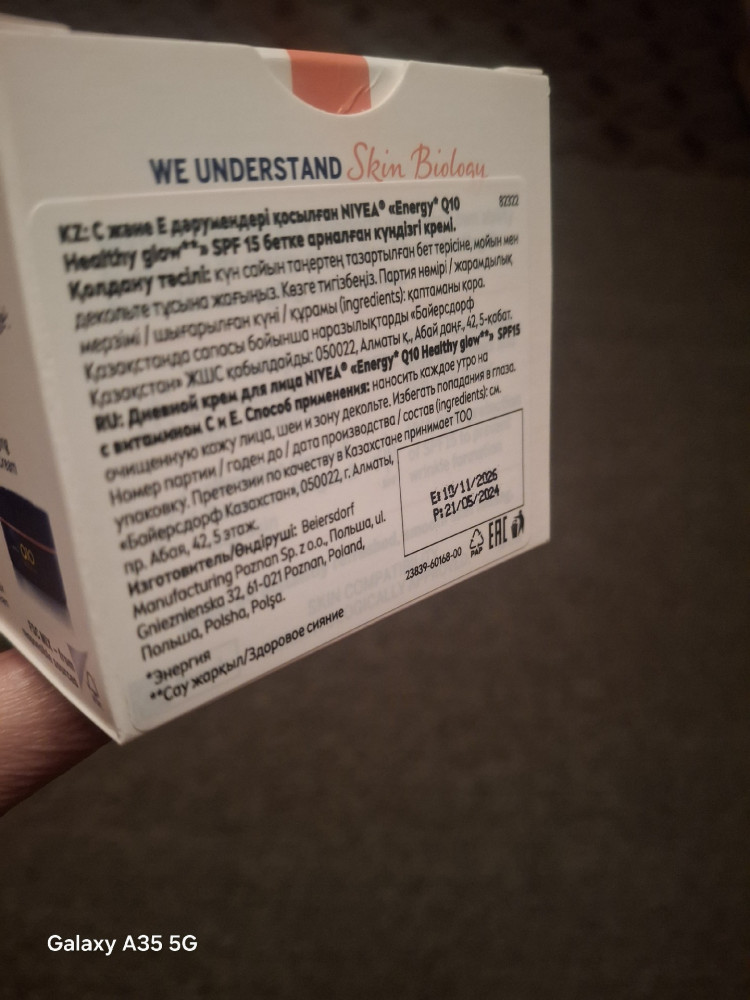 WE UNDERSTAND Skin Biology
82322
KZ: С және Е дәрумендері қосылған NIVEA® «Energy* Q10
Healthy glow**» SPF 15 бетке арналған күндізгі кремі.
Қолдану тәсілі: күн сайын таңертең тазартылған бет терісіне, мойын мен
декольте тұсына жағыңыз. Көзге тигізбеңіз. Партия нөмірі / жарамдылық
мерзімі / шығарылған күні / құрамы (ingredients): қаптаманы қара.
Қазақстанда сапасы бойынша наразылықтарды «Байерсдорф
Қазақстан» ЖШС қабылдайды: 050022, Алматы қ., Абай даңғ., 42, 5-қабат.
RU: Дневной крем для лица NIVEA® «Energy* Q10 Healthy glow**» SPF15
с витамином С и Е. Способ применения: наносить каждое утро на
очищенную кожу лица, шеи и зону декольте. Избегать попадания в глаза.
Номер партии / годен до / дата производства / состав (ingredients): см.
упаковку. Претензии по качеству в Казахстане принимает ТОО
«Байерсдорф Казахстан», 050022, г. Алматы,
пр. Абая, 42, 5 этаж.
Изготовитель/Өндіруші: Beiersdorf
Manufacturing Poznan Sp. z o.o., Польша, ul.
Gnieznienska 32, 61-021 Poznan, Poland,
Польша, Polsha, Polşa.
E: 10/11/2026
P: 21/05/2024
23839-60168-00
PAP
EAC
*Энергия
**Сау жарқыл/Здоровое сияние
Q10
Galaxy A35 5G